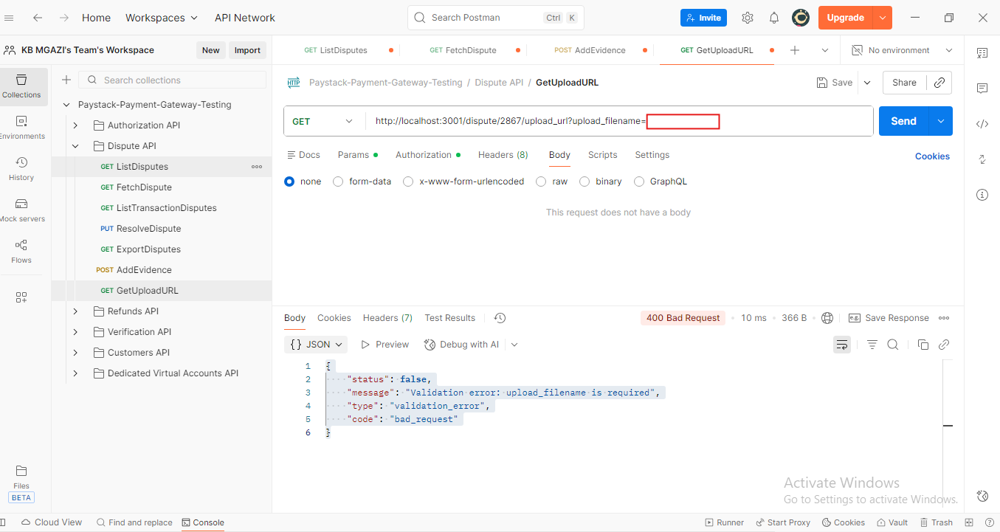 Home Workspaces API Network Search Postman Ctrl K Invite Upgrade
KB MGAZI's Team's Workspace New Import
GET ListDisputes GET FetchDispute POST AddEvidence GET GetUploadURL No environment
Collections
Environments
History
Mock servers
Flows
Files
BETA
Search collections
Paystack-Payment-Gateway-Testing
Authorization API
Dispute API
GET ListDisputes
GET FetchDispute
GET ListTransactionDisputes
PUT ResolveDispute
GET ExportDisputes
POST AddEvidence
GET GetUploadURL
Refunds API
Verification API
Customers API
Dedicated Virtual Accounts API
HTTP Paystack-Payment-Gateway-Testing / Dispute API / GetUploadURL Save Share
GET http://localhost:3001/dispute/2867/upload_url?upload_filename= Send
Docs Params Authorization Headers (8) Body Scripts Settings Cookies
none form-data x-www-form-urlencoded raw binary GraphQL
This request does not have a body
Body Cookies Headers (7) Test Results 400 Bad Request 10 ms 366 B e.g. Save Response
{} JSON Preview Debug with AI
1 {
2 "status": false,
3 "message": "Validation error: upload_filename is required",
4 "type": "validation_error",
5 "code": "bad_request"
6 }
Activate Windows
Go to Settings to activate Windows.
Cloud View Find and replace Console Runner Start Proxy Cookies Vault Trash